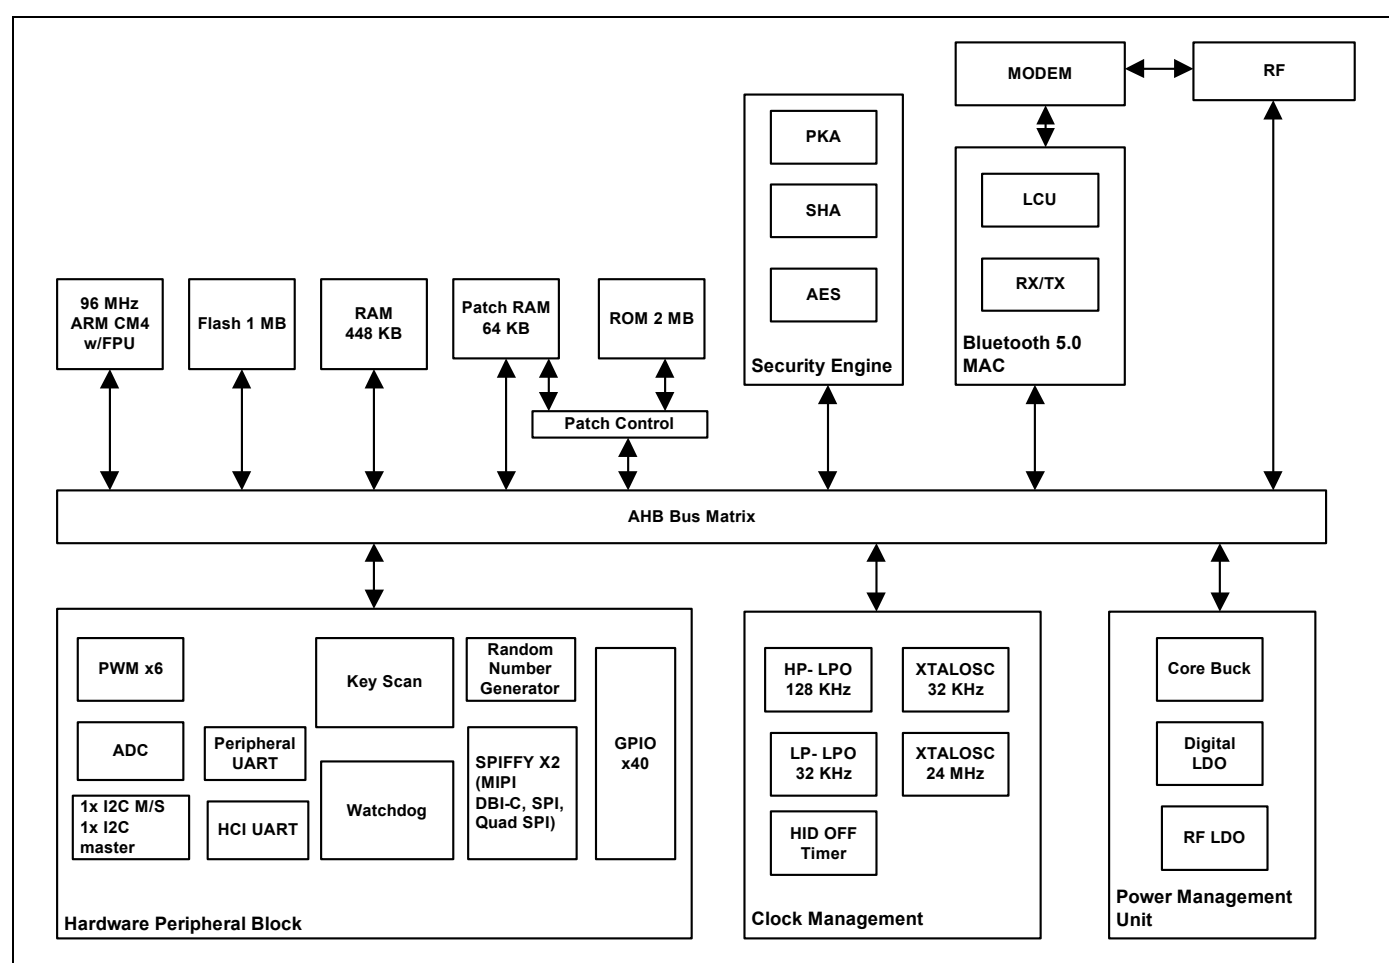 MODEM
RF
PKA
SHA
AES
Security Engine
LCU
RX/TX
Bluetooth 5.0
MAC
96 MHz
ARM CM4
w/FPU
Flash 1 MB
RAM
448 KB
Patch RAM
64 KB
ROM 2 MB
Patch Control
AHB Bus Matrix
PWM x6
ADC
1x I2C M/S
1x I2C
master
Peripheral
UART
HCI UART
Key Scan
Watchdog
Random
Number
Generator
SPIFFY X2
(MIPI
DBI-C, SPI,
Quad SPI)
GPIO
x40
Hardware Peripheral Block
HP- LPO
128 KHz
XTALOSC
32 KHz
LP- LPO
32 KHz
XTALOSC
24 MHz
HID OFF
Timer
Clock Management
Core Buck
Digital
LDO
RF LDO
Power Management
Unit